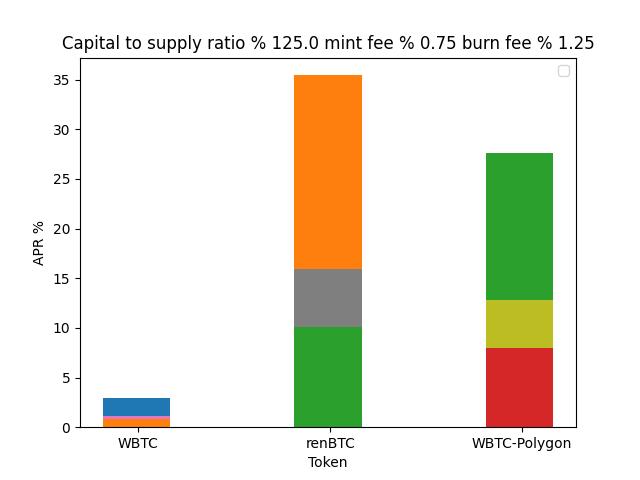 Capital to supply ratio % 125.0 mint fee % 0.75 burn fee % 1.25
35
30
25
20
15
10
5
0
APR %
WBTC
renBTC
WBTC-Polygon
Token